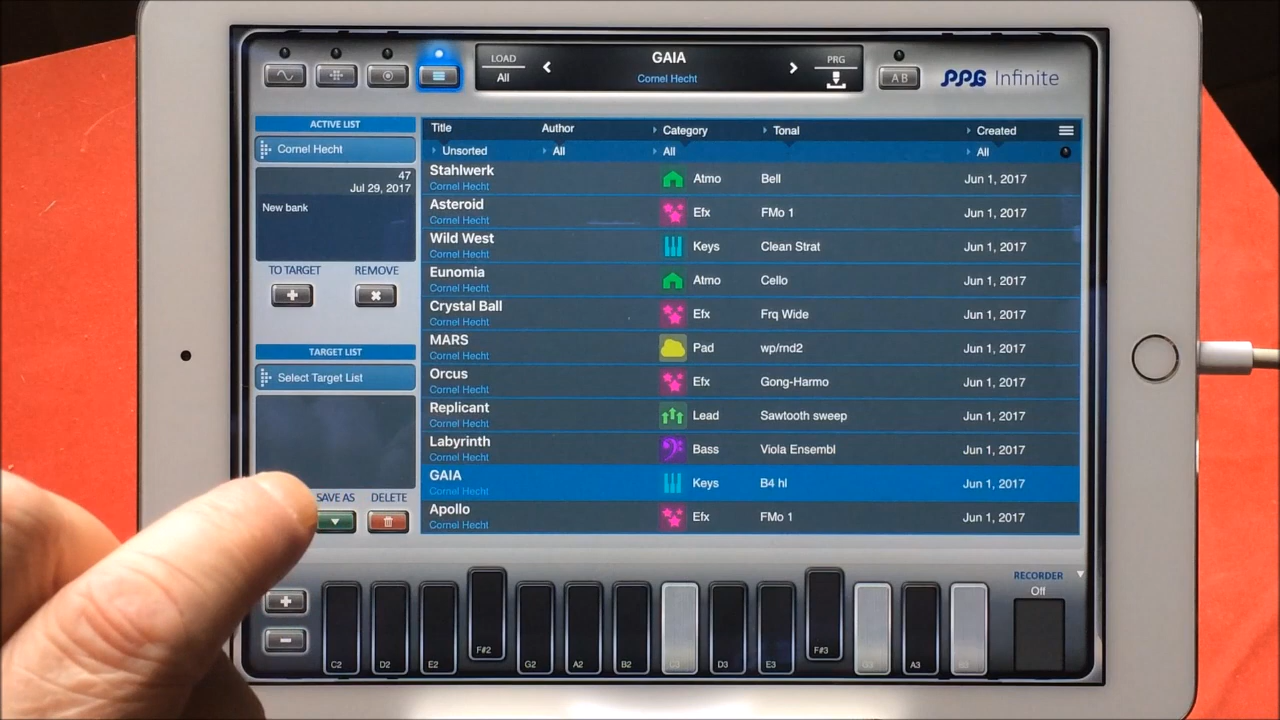 LOAD
All
GAIA
Cornel Hecht
PRG
A B
PPG Infinite
ACTIVE LIST
Cornel Hecht
47
Jul 29, 2017
New bank
TO TARGET
REMOVE
TARGET LIST
Select Target List
SAVE AS
DELETE
Title Author Category Tonal Created
Unsorted All All All
Stahlwerk
Cornel Hecht
Atmo Bell Jun 1, 2017
Asteroid
Cornel Hecht
Efx FMo 1 Jun 1, 2017
Wild West
Cornel Hecht
Keys Clean Strat Jun 1, 2017
Eunomia
Cornel Hecht
Atmo Cello Jun 1, 2017
Crystal Ball
Cornel Hecht
Efx Frq Wide Jun 1, 2017
MARS
Cornel Hecht
Pad wp/rnd2 Jun 1, 2017
Orcus
Cornel Hecht
Efx Gong-Harmo Jun 1, 2017
Replicant
Cornel Hecht
Lead Sawtooth sweep Jun 1, 2017
Labyrinth
Cornel Hecht
Bass Viola Ensembl Jun 1, 2017
GAIA
Cornel Hecht
Keys B4 hl Jun 1, 2017
Apollo
Cornel Hecht
Efx FMo 1 Jun 1, 2017
RECORDER
Off
C2 D2 E2 F#2 G2 A2 B2 C3 D3 E3 F#3 G3 A3 B3